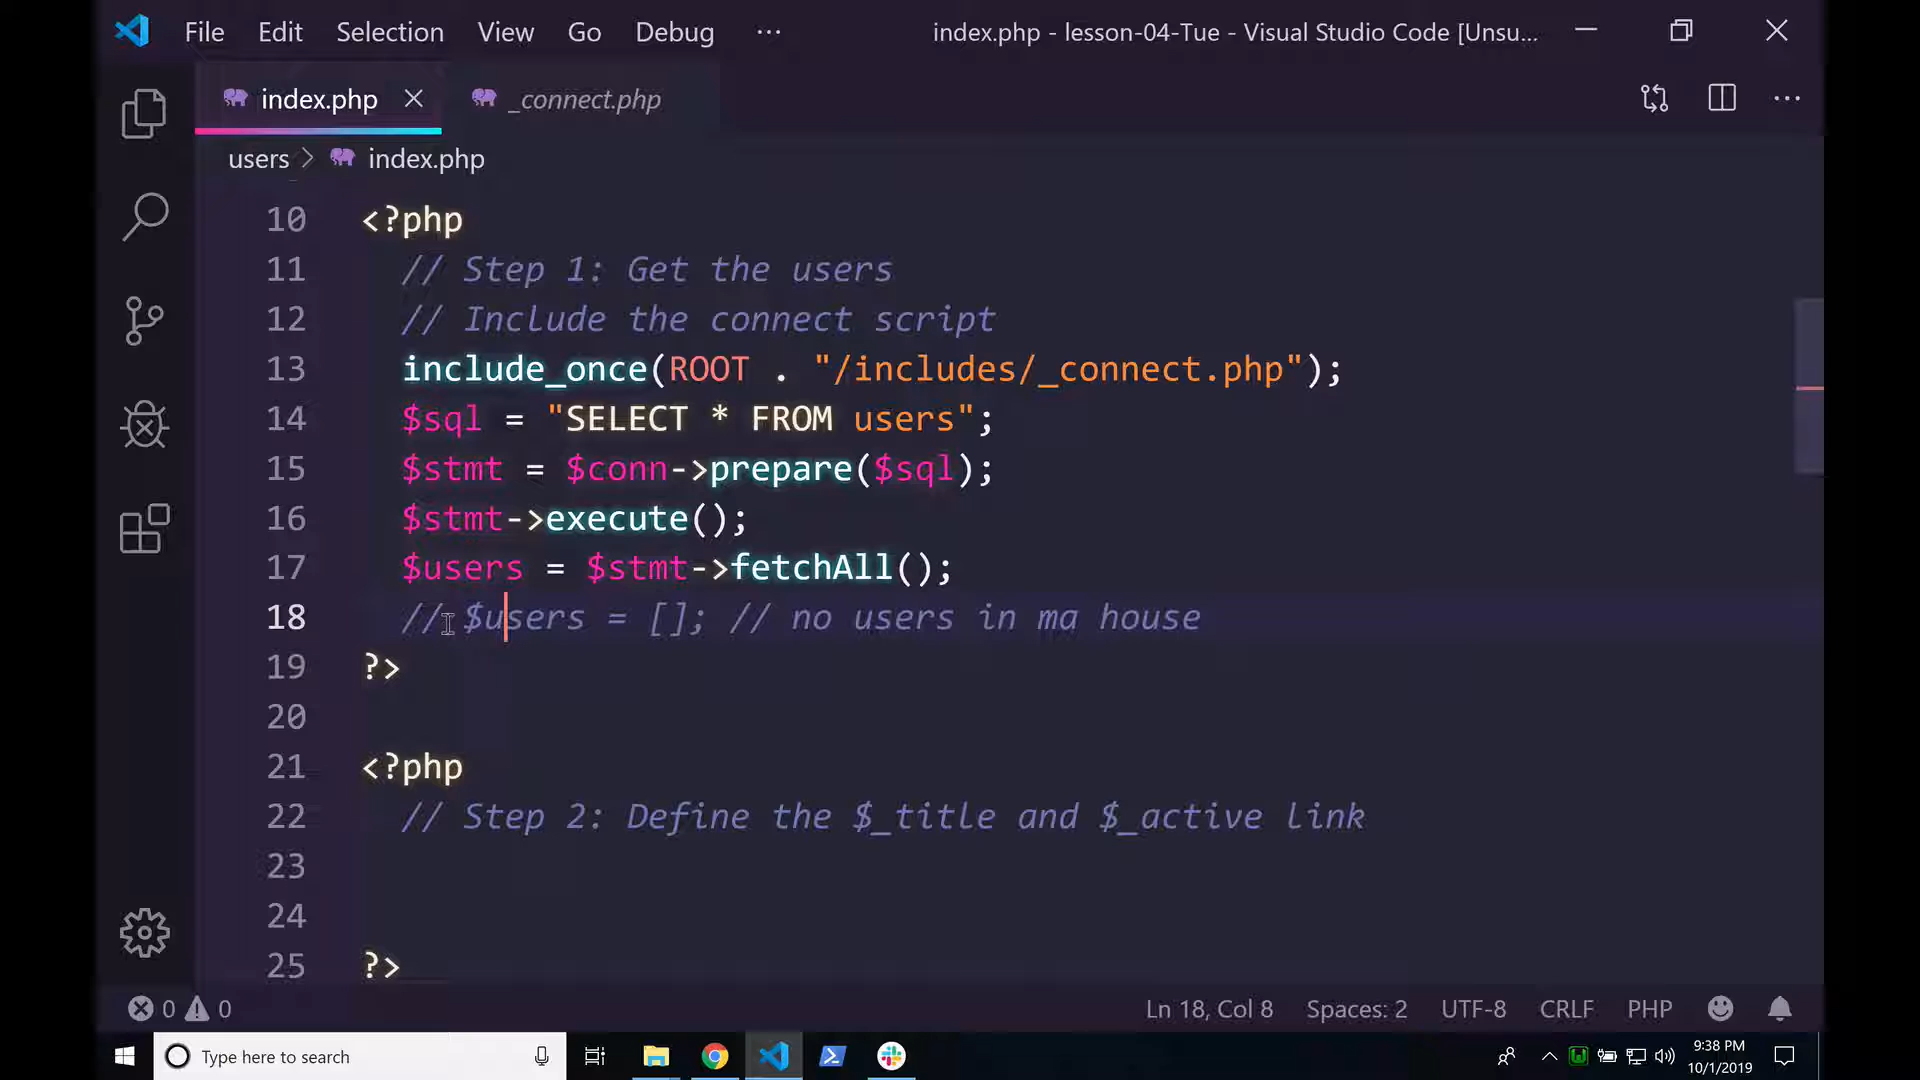 File Edit Selection View Go Debug ··· index.php - lesson-04-Tue - Visual Studio Code [Unsu...
index.php _connect.php
users > index.php
10 <?php
11 // Step 1: Get the users
12 // Include the connect script
13 include_once(ROOT . "/includes/_connect.php");
14 $sql = "SELECT * FROM users";
15 $stmt = $conn->prepare($sql);
16 $stmt->execute();
17 $users = $stmt->fetchAll();
18 // $users = []; // no users in ma house
19 ?>
20
21 <?php
22 // Step 2: Define the $_title and $_active link
23
24
25 ?>
0 0 Ln 18, Col 8 Spaces: 2 UTF-8 CRLF PHP
Type here to search
9:38 PM
10/1/2019